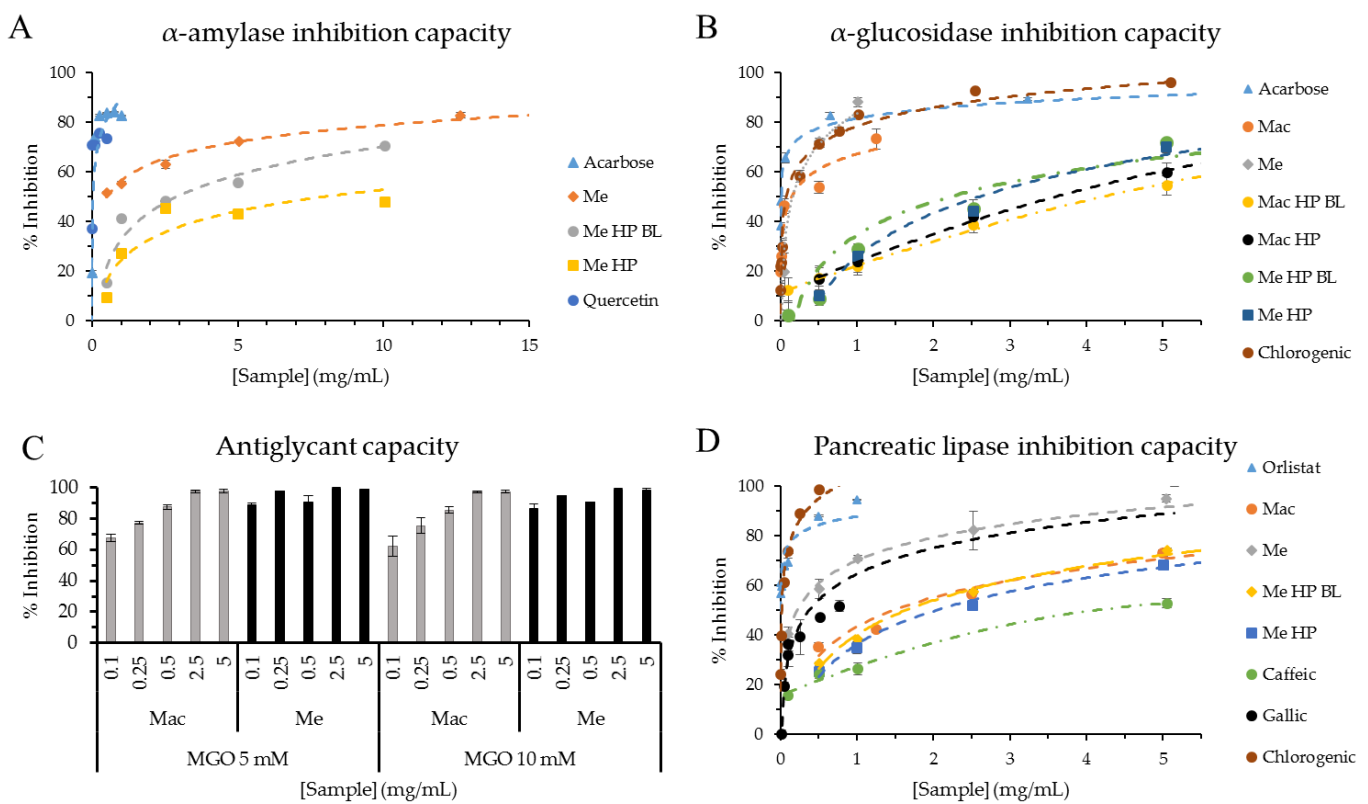 A
α-amylase inhibition capacity
% Inhibition
100
80
60
40
20
0
0
5
10
15
[Sample] (mg/mL)
Acarbose
Me
Me HP BL
Me HP
Quercetin
B
α-glucosidase inhibition capacity
% Inhibition
100
80
60
40
20
0
0
1
2
3
4
5
[Sample] (mg/mL)
Acarbose
Mac
Me
Mac HP BL
Mac HP
Me HP BL
Me HP
Chlorogenic
C
Antiglycant capacity
% Inhibition
100
80
60
40
20
0
0.1
0.25
0.5
2.5
5
0.1
0.25
0.5
2.5
5
0.1
0.25
0.5
2.5
5
0.1
0.25
0.5
2.5
5
Mac
Me
Mac
Me
MGO 5 mM
MGO 10 mM
[Sample] (mg/mL)
D
Pancreatic lipase inhibition capacity
% Inhibition
100
80
60
40
20
0
0
1
2
3
4
5
[Sample] (mg/mL)
Orlistat
Mac
Me
Me HP BL
Me HP
Caffeic
Gallic
Chlorogenic